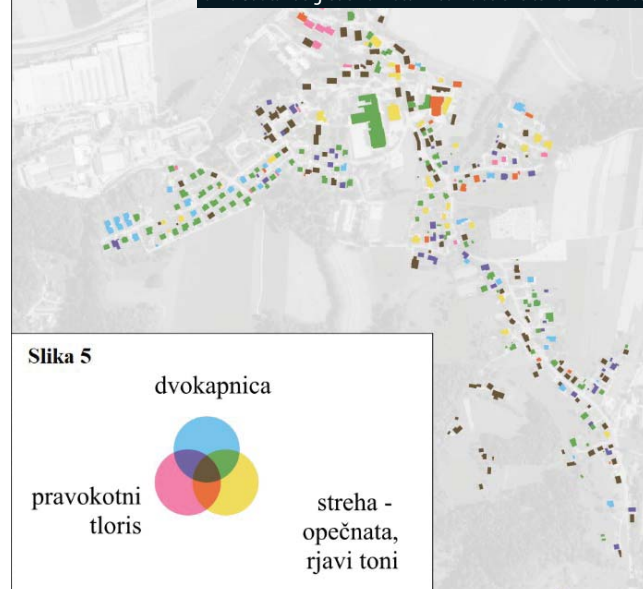 Slika 5
dvokapnica
pravokotni
tloris
streha -
opečnata,
rjavi toni